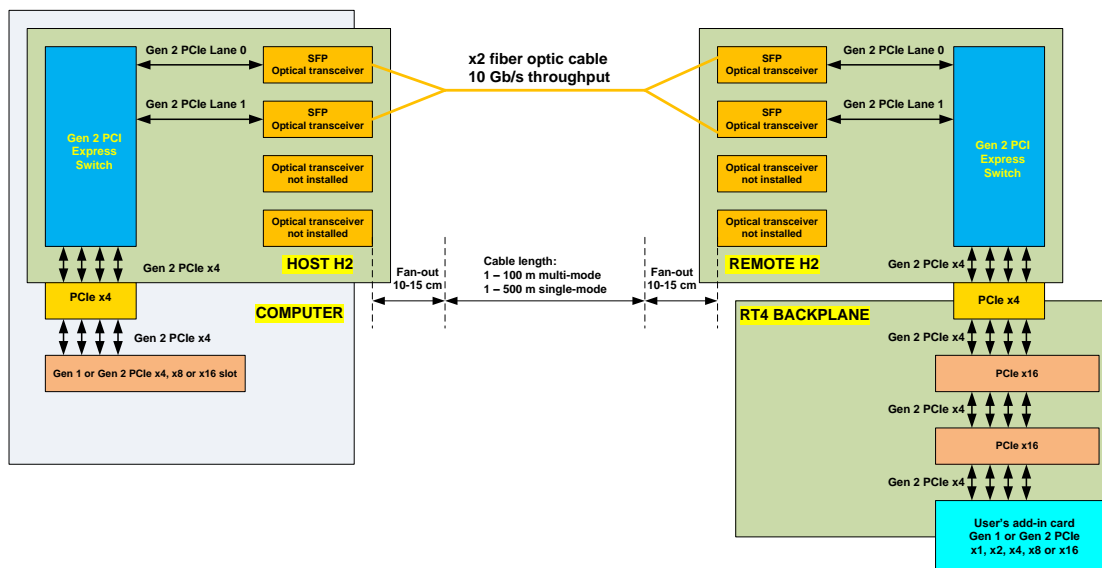 Gen 2 PCIe Lane 0
SFP
Optical transceiver
Gen 2 PCIe Lane 1
SFP
Optical transceiver
Gen 2 PCI
Express
Switch
Optical transceiver
not installed
Optical transceiver
not installed
HOST H2
Gen 2 PCIe x4
PCIe x4
COMPUTER
Gen 2 PCIe x4
Gen 1 or Gen 2 PCIe x4, x8 or x16 slot
x2 fiber optic cable
10 Gb/s throughput
Fan-out
10-15 cm
Cable length:
1 – 100 m multi-mode
1 – 500 m single-mode
Fan-out
10-15 cm
SFP
Optical transceiver
Gen 2 PCIe Lane 0
SFP
Optical transceiver
Gen 2 PCIe Lane 1
Gen 2 PCI
Express
Switch
Optical transceiver
not installed
Optical transceiver
not installed
REMOTE H2
Gen 2 PCIe x4
PCIe x4
RT4 BACKPLANE
Gen 2 PCIe x4
PCIe x16
Gen 2 PCIe x4
PCIe x16
Gen 2 PCIe x4
User's add-in card
Gen 1 or Gen 2 PCIe
x1, x2, x4, x8 or x16